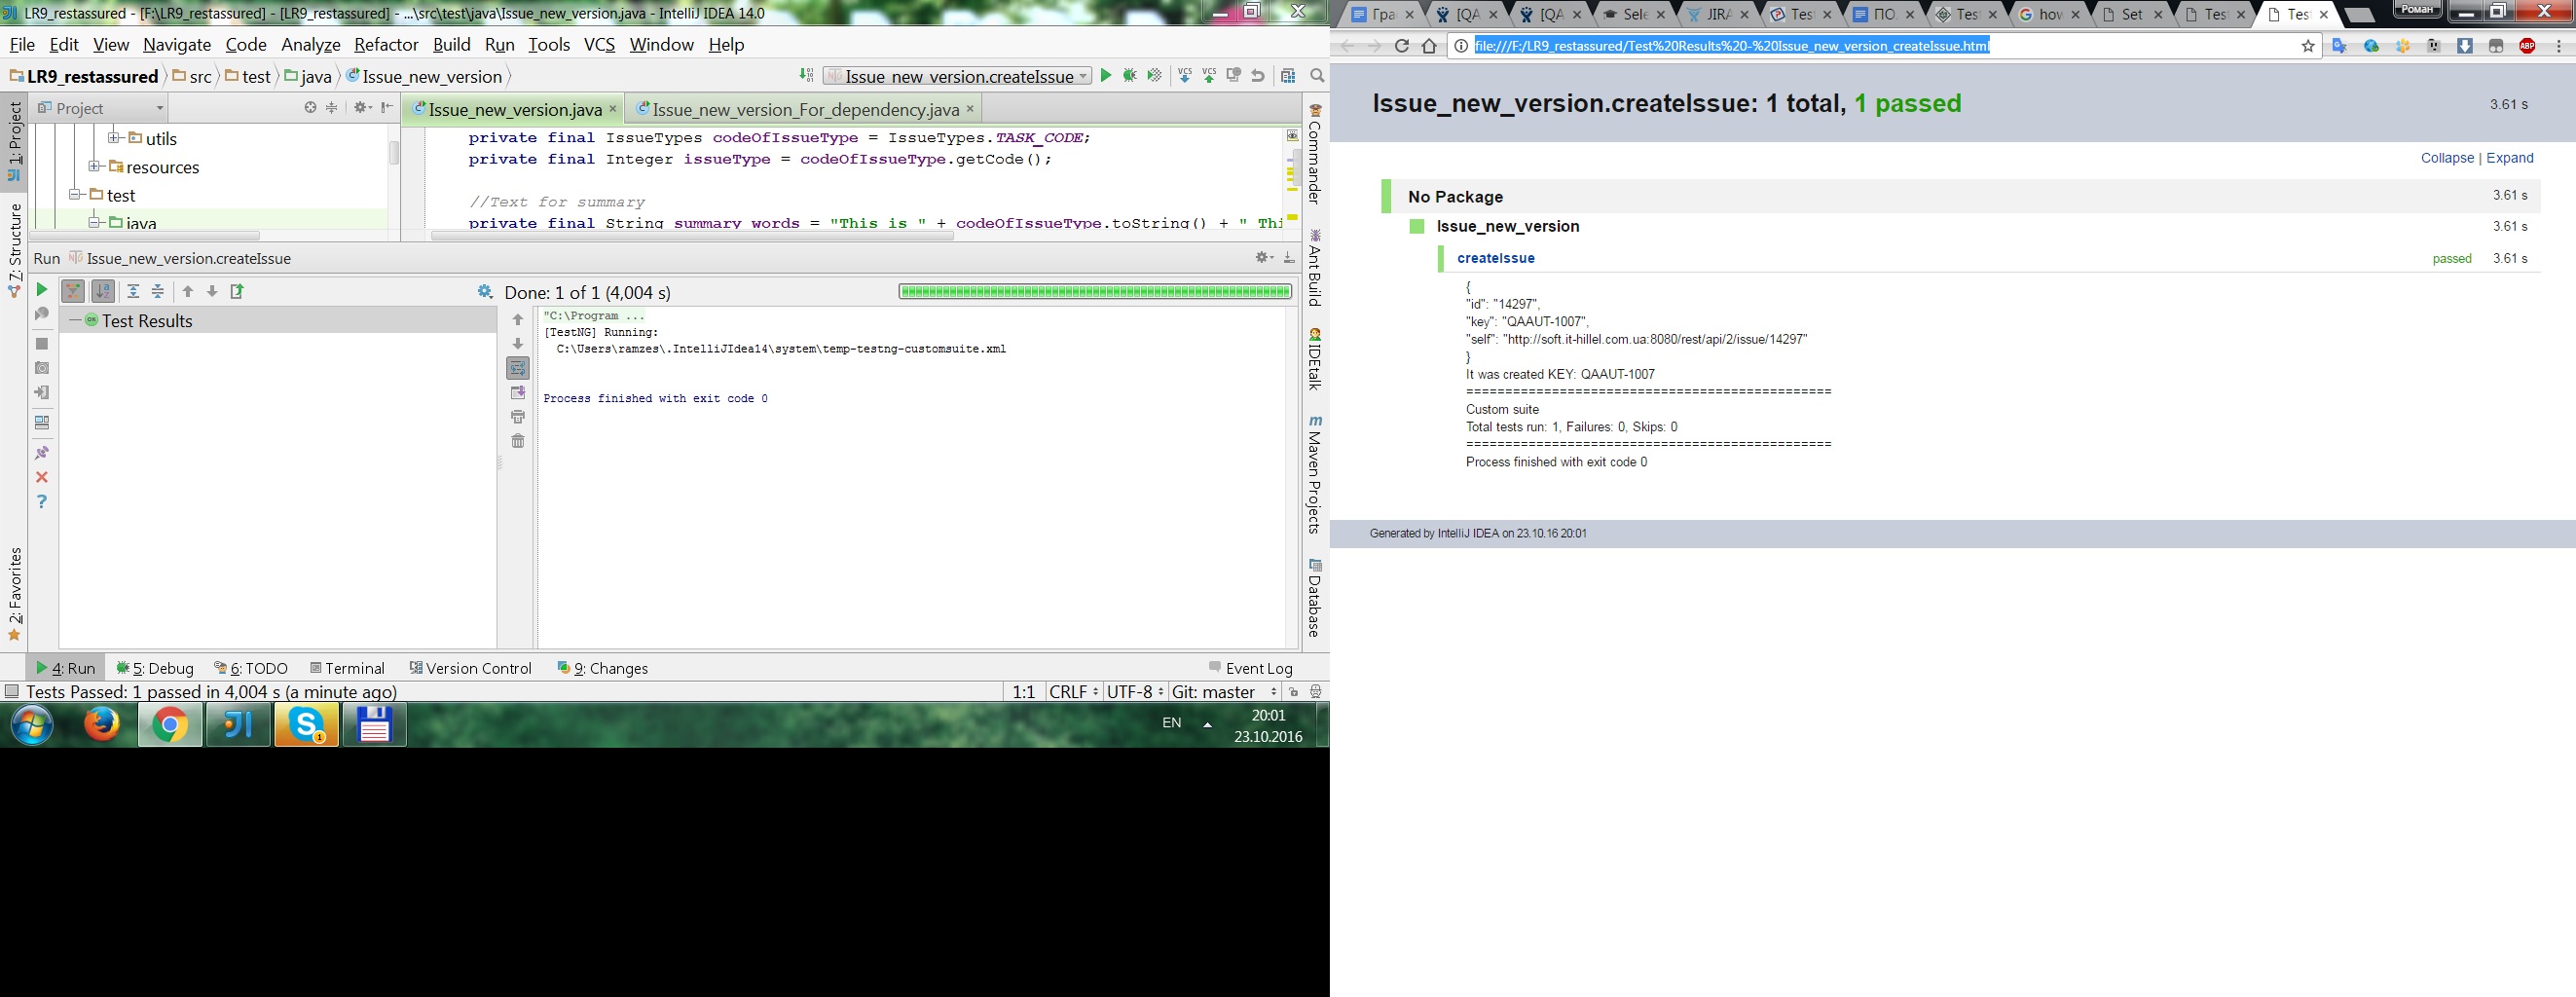 LR9_restassured - [F:\LR9_restassured] - [LR9_restassured] - ...\src\test\java\Issue_new_version.java - IntelliJ IDEA 14.0
File Edit View Navigate Code Analyze Refactor Build Run Tools VCS Window Help
LR9_restassured src test java Issue_new_version
Issue_new_version.createIssue
VCS VCS
1: Project
7: Structure
2: Favorites
Project
utils
resources
test
java
Issue_new_version.java Issue_new_version_For_dependency.java
private final IssueTypes codeOfIssueType = IssueTypes.TASK_CODE;
private final Integer issueType = codeOfIssueType.getCode();
//Text for summary
private final String summary_words = "This is " + codeOfIssueType.toString() + " Thi
Run Issue_new_version.createIssue
Done: 1 of 1 (4,004 s)
Test Results
"C:\Program ...
[TestNG] Running:
C:\Users\ramzes\.IntelliJIdea14\system\temp-testng-customsuite.xml
Process finished with exit code 0
Commander
Ant Build
IDEtalk
Maven Projects
Database
4: Run 5: Debug 6: TODO Terminal Version Control 9: Changes Event Log
Tests Passed: 1 passed in 4,004 s (a minute ago) 1:1 CRLF UTF-8 Git: master
EN 20:01
23.10.2016
Гра [QA [QA Sele JIRA Test ПО Test how Set Test Test Роман
file:///F:/LR9_restassured/Test%20Results%20-%20Issue_new_version_createIssue.html
ABP
Issue_new_version.createIssue: 1 total, 1 passed 3.61 s
Collapse | Expand
No Package 3.61 s
Issue_new_version 3.61 s
createIssue passed 3.61 s
{
"id": "14297",
"key": "QAAUT-1007",
"self": "http://soft.it-hillel.com.ua:8080/rest/api/2/issue/14297"
}
It was created KEY: QAAUT-1007
===============================================
Custom suite
Total tests run: 1, Failures: 0, Skips: 0
===============================================
Process finished with exit code 0
Generated by IntelliJ IDEA on 23.10.16 20:01